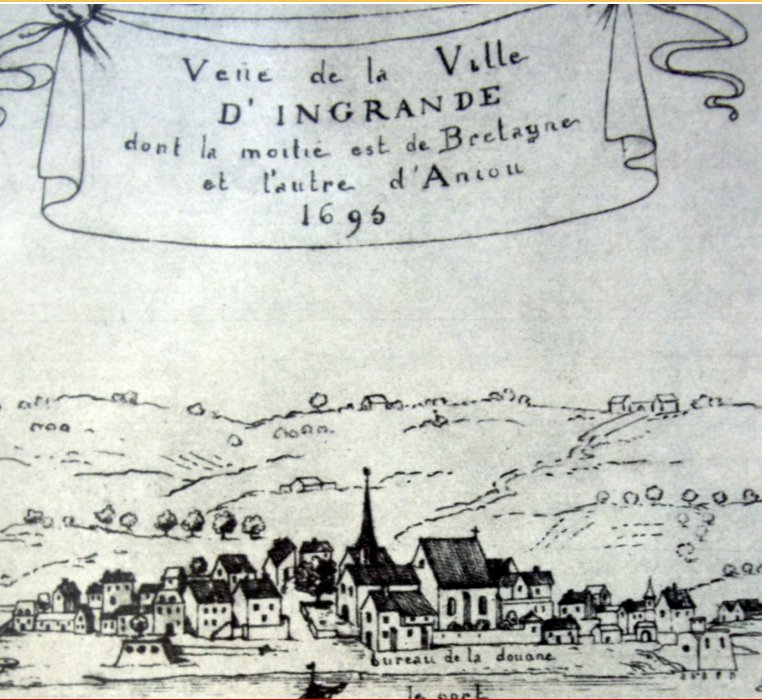 Veüe de la Ville
D' INGRANDE
dont la moitié est de Bretagne
et l'autre d'Aniou
1695
bureau de la douane
le port